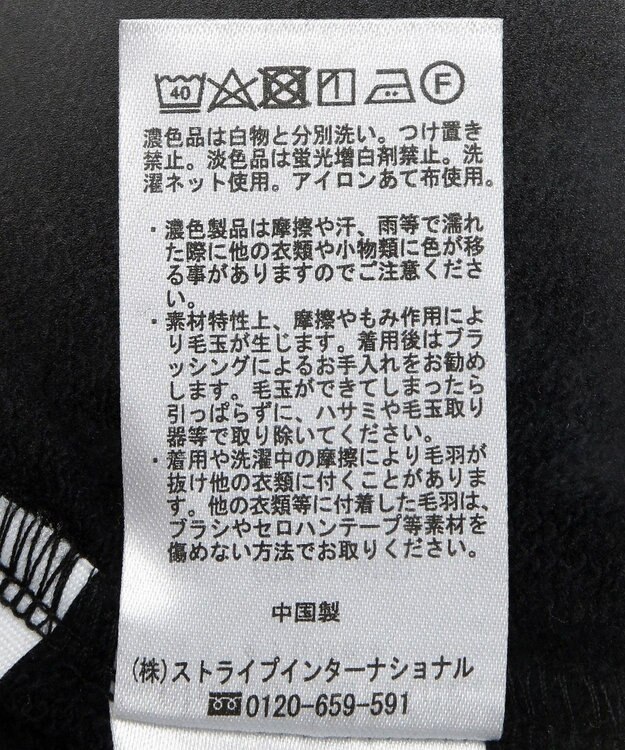 40 F
濃色品は白物と分別洗い。つけ置き
禁止。淡色品は蛍光増白剤禁止。洗
濯ネット使用。アイロンあて布使用。
・濃色製品は摩擦や汗、雨等で濡れ
た際に他の衣類や小物類に色が移
る事がありますのでご注意くださ
い。
・素材特性上、摩擦やもみ作用によ
り毛玉が生じます。着用後はブラ
ッシングによるお手入れをお勧め
します。毛玉ができてしまったら
引っぱらずに、ハサミや毛玉取り
器等で取り除いてください。
・着用や洗濯中の摩擦により毛羽が
抜け他の衣類に付くことがありま
す。他の衣類等に付着した毛羽は、
ブラシやセロハンテープ等素材を
傷めない方法でお取りください。
中国製
(株)ストライプインターナショナル
0120-659-591